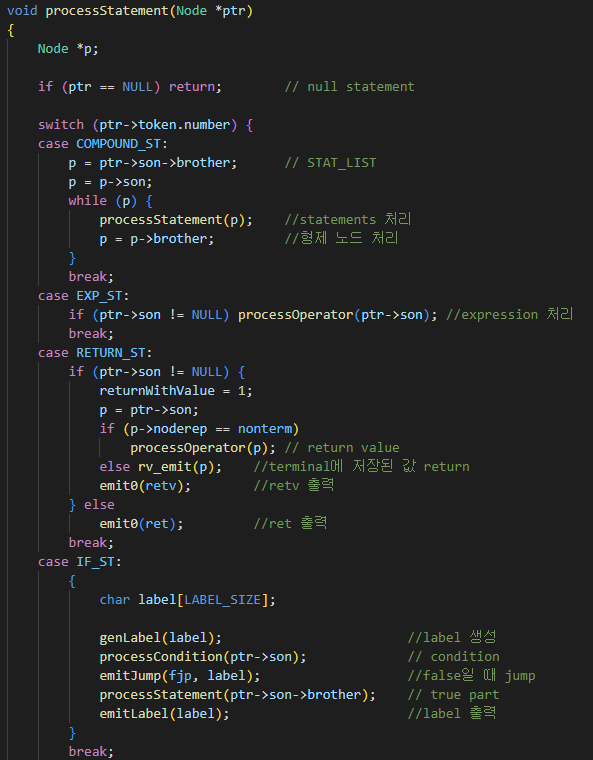 void processStatement(Node *ptr)
{
    Node *p;

    if (ptr == NULL) return;        // null statement

    switch (ptr->token.number) {
    case COMPOUND_ST:
        p = ptr->son->brother;      // STAT_LIST
        p = p->son;
        while (p) {
            processStatement(p);    //statements 처리
            p = p->brother;         //형제 노드 처리
        }
        break;
    case EXP_ST:
        if (ptr->son != NULL) processOperator(ptr->son); //expression 처리
        break;
    case RETURN_ST:
        if (ptr->son != NULL) {
            returnWithValue = 1;
            p = ptr->son;
            if (p->noderep == nonterm)
                processOperator(p); // return value
            else rv_emit(p);    //terminal에 저장된 값 return
            emit0(retv);        //retv 출력
        } else
            emit0(ret);         //ret 출력
        break;
    case IF_ST:
        {
            char label[LABEL_SIZE];

            genLabel(label);                        //label 생성
            processCondition(ptr->son);             // condition
            emitJump(fjp, label);                   //false일 때 jump
            processStatement(ptr->son->brother);    // true part
            emitLabel(label);                       //label 출력
        }
        break;